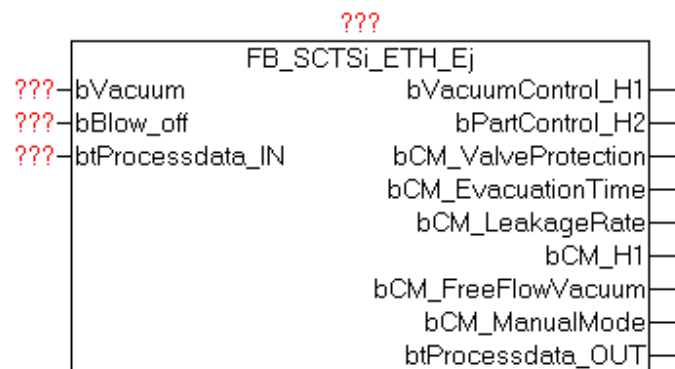 ???
FB_SCTSi_ETH_Ej
??? bVacuum bVacuumControl_H1
??? bBlow_off bPartControl_H2
??? btProcessdata_IN bCM_ValveProtection
bCM_EvacuationTime
bCM_LeakageRate
bCM_H1
bCM_FreeFlowVacuum
bCM_ManualMode
btProcessdata_OUT